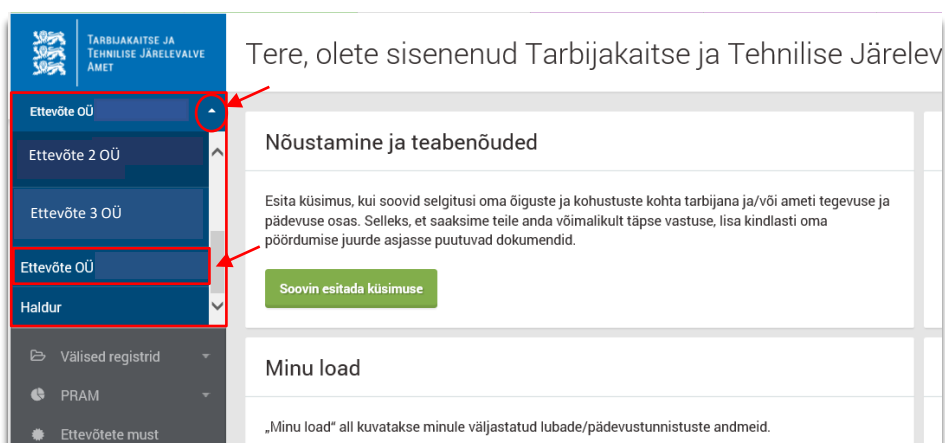 TARBIJAKAITSE JA
TEHNILISE JÄRELEVALVE
AMET
Tere, olete sisenenud Tarbijakaitse ja Tehnilise Järelev
Ettevõte OÜ
Ettevõte 2 OÜ
Ettevõte 3 OÜ
Ettevõte OÜ
Haldur
Välised registrid
PRAM
Ettevõtete must
Nõustamine ja teabenõuded
Esita küsimus, kui soovid selgitusi oma õiguste ja kohustuste kohta tarbijana ja/või ameti tegevuse ja
pädevuse osas. Selleks, et saaksime teile anda võimalikult täpse vastuse, lisa kindlasti oma
pöördumise juurde asjasse puutuvad dokumendid.
Soovin esitada küsimuse
Minu load
„Minu load“ all kuvatakse minule väljastatud lubade/pädevustunnistuste andmeid.